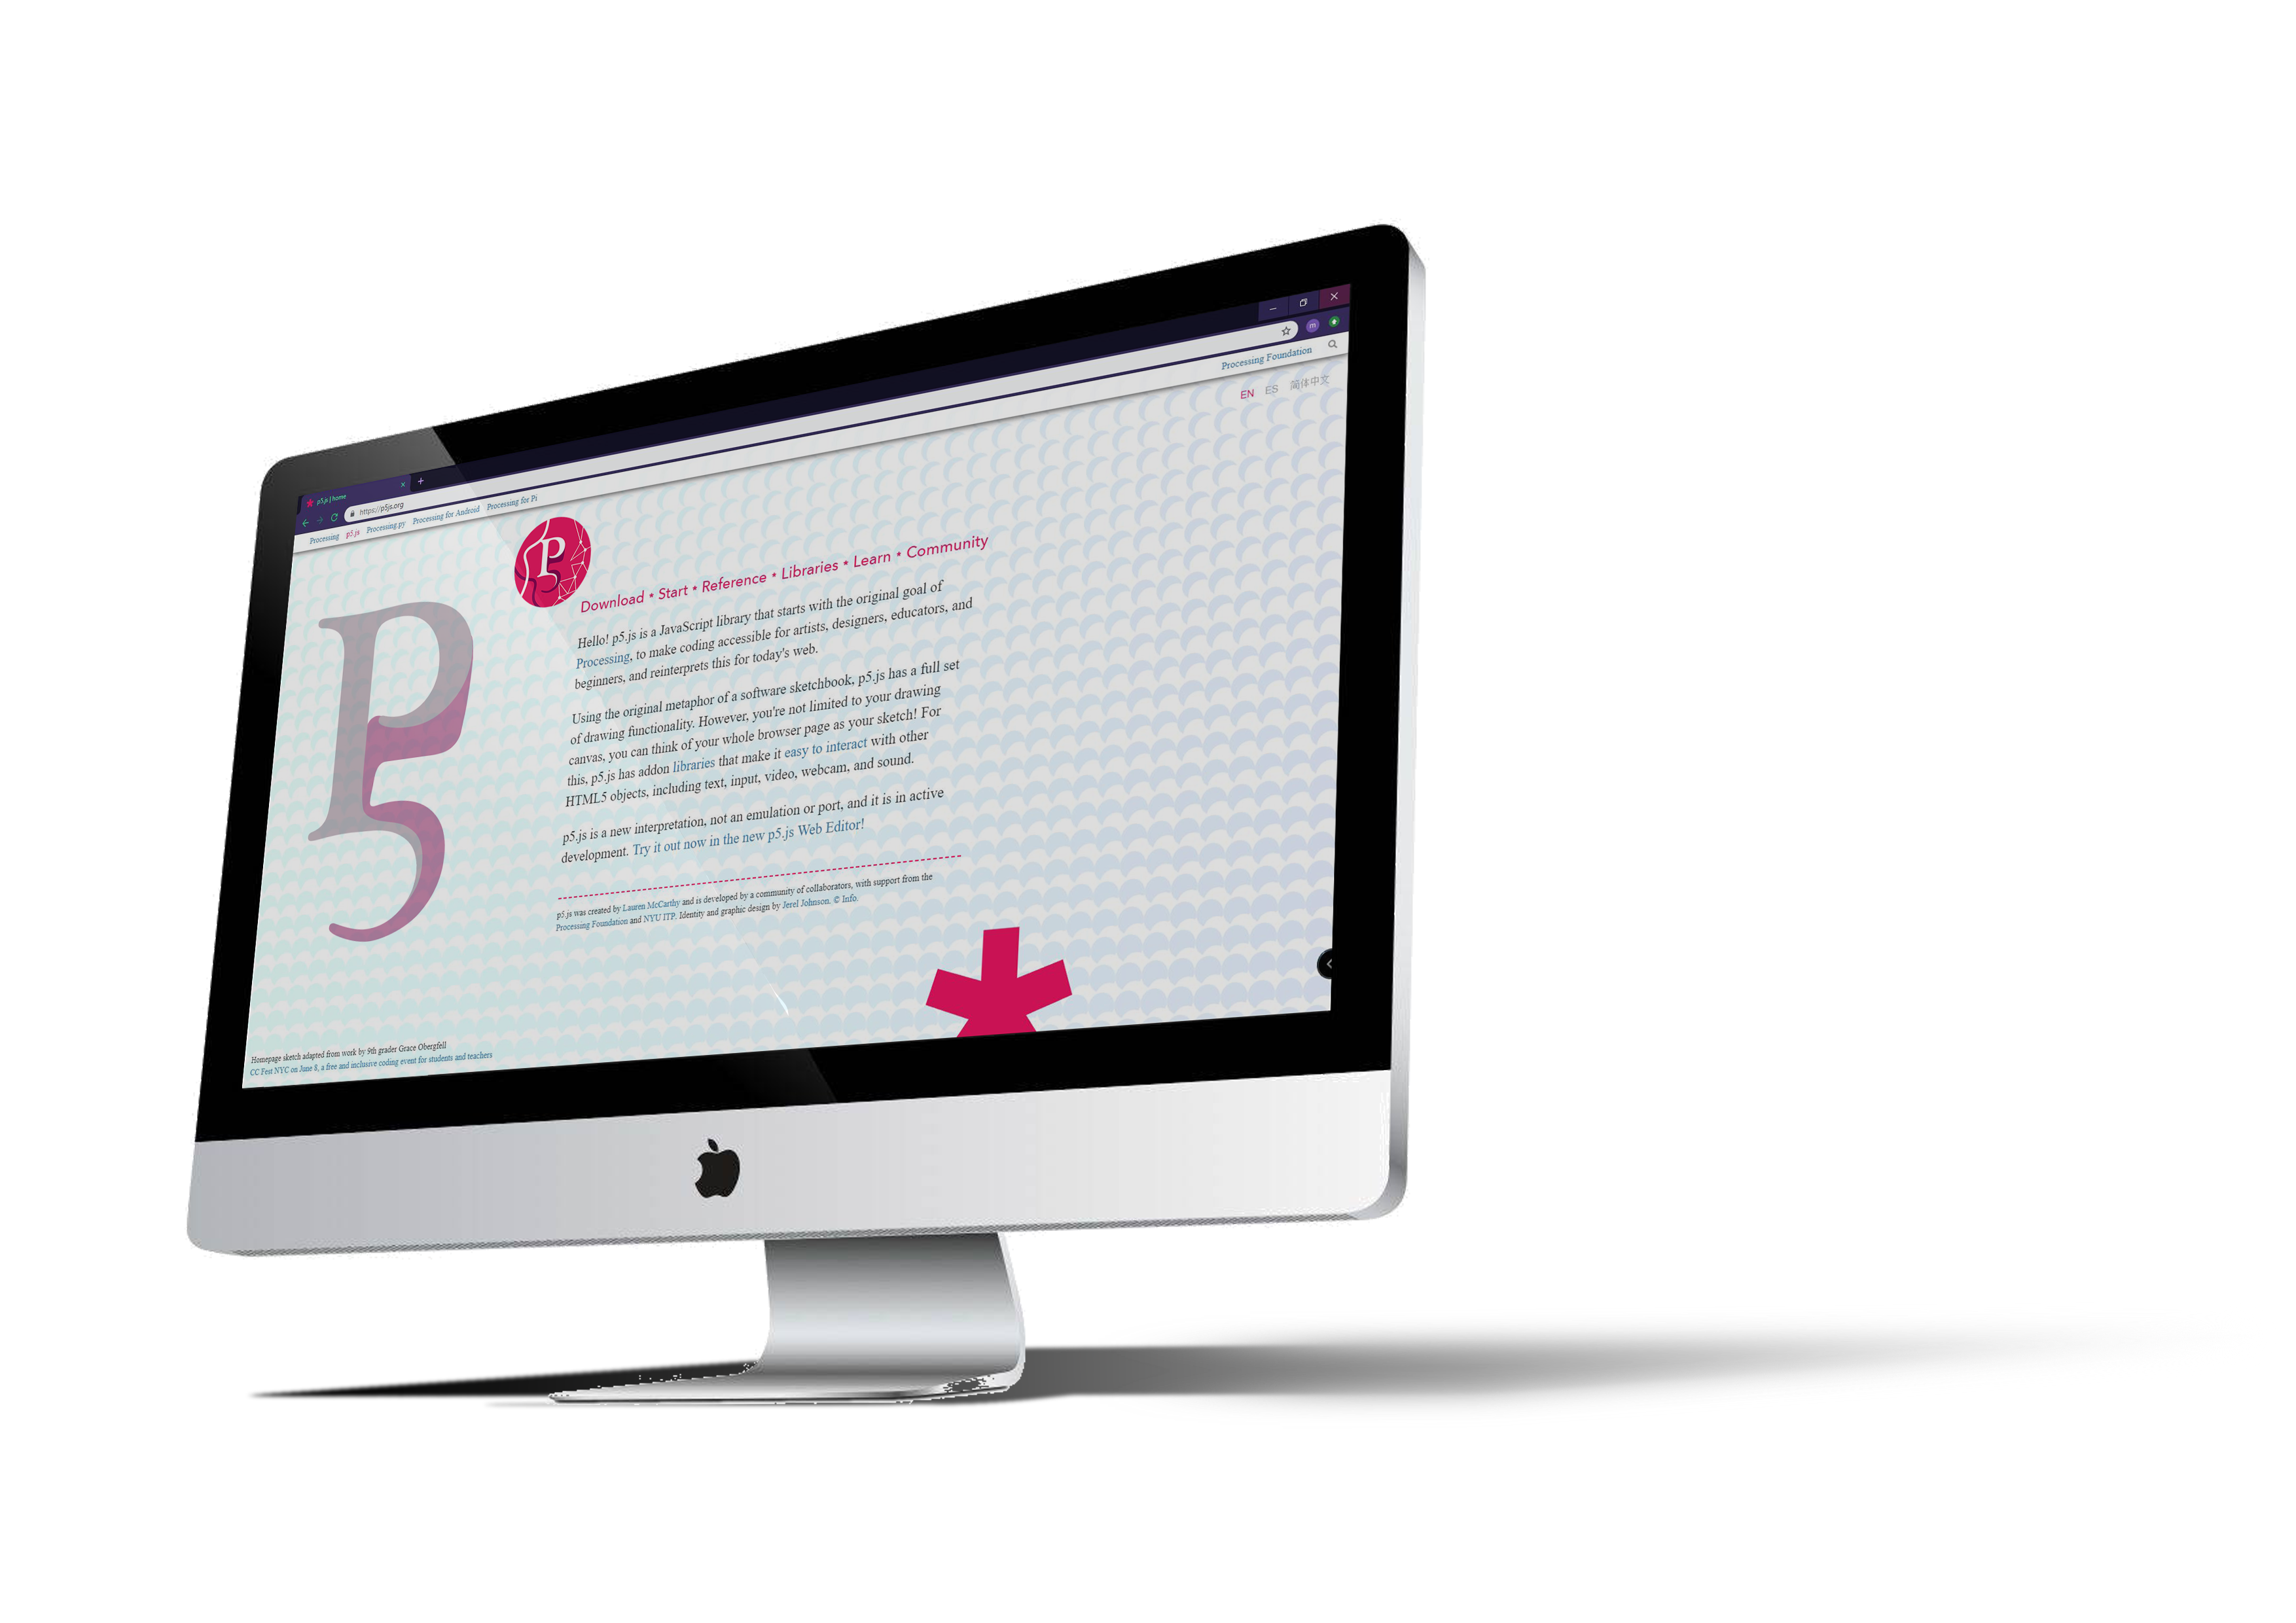 p5.js | home
https://p5js.org
m
Processing p5.js Processing.py Processing for Android Processing for Pi Processing Foundation
EN ES 简体中文
p5
Download * Start * Reference * Libraries * Learn * Community
Hello! p5.js is a JavaScript library that starts with the original goal of
Processing, to make coding accessible for artists, designers, educators, and
beginners, and reinterprets this for today's web.
Using the original metaphor of a software sketchbook, p5.js has a full set
of drawing functionality. However, you're not limited to your drawing
canvas, you can think of your whole browser page as your sketch! For
this, p5.js has addon libraries that make it easy to interact with other
HTML5 objects, including text, input, video, webcam, and sound.
p5.js is a new interpretation, not an emulation or port, and it is in active
development. Try it out now in the new p5.js Web Editor!
p5.js was created by Lauren McCarthy and is developed by a community of collaborators, with support from the
Processing Foundation and NYU ITP. Identity and graphic design by Jerel Johnson. © Info.
P5
Homepage sketch adapted from work by 9th grader Grace Obergfell
CC Fest NYC on June 8, a free and inclusive coding event for students and teachers